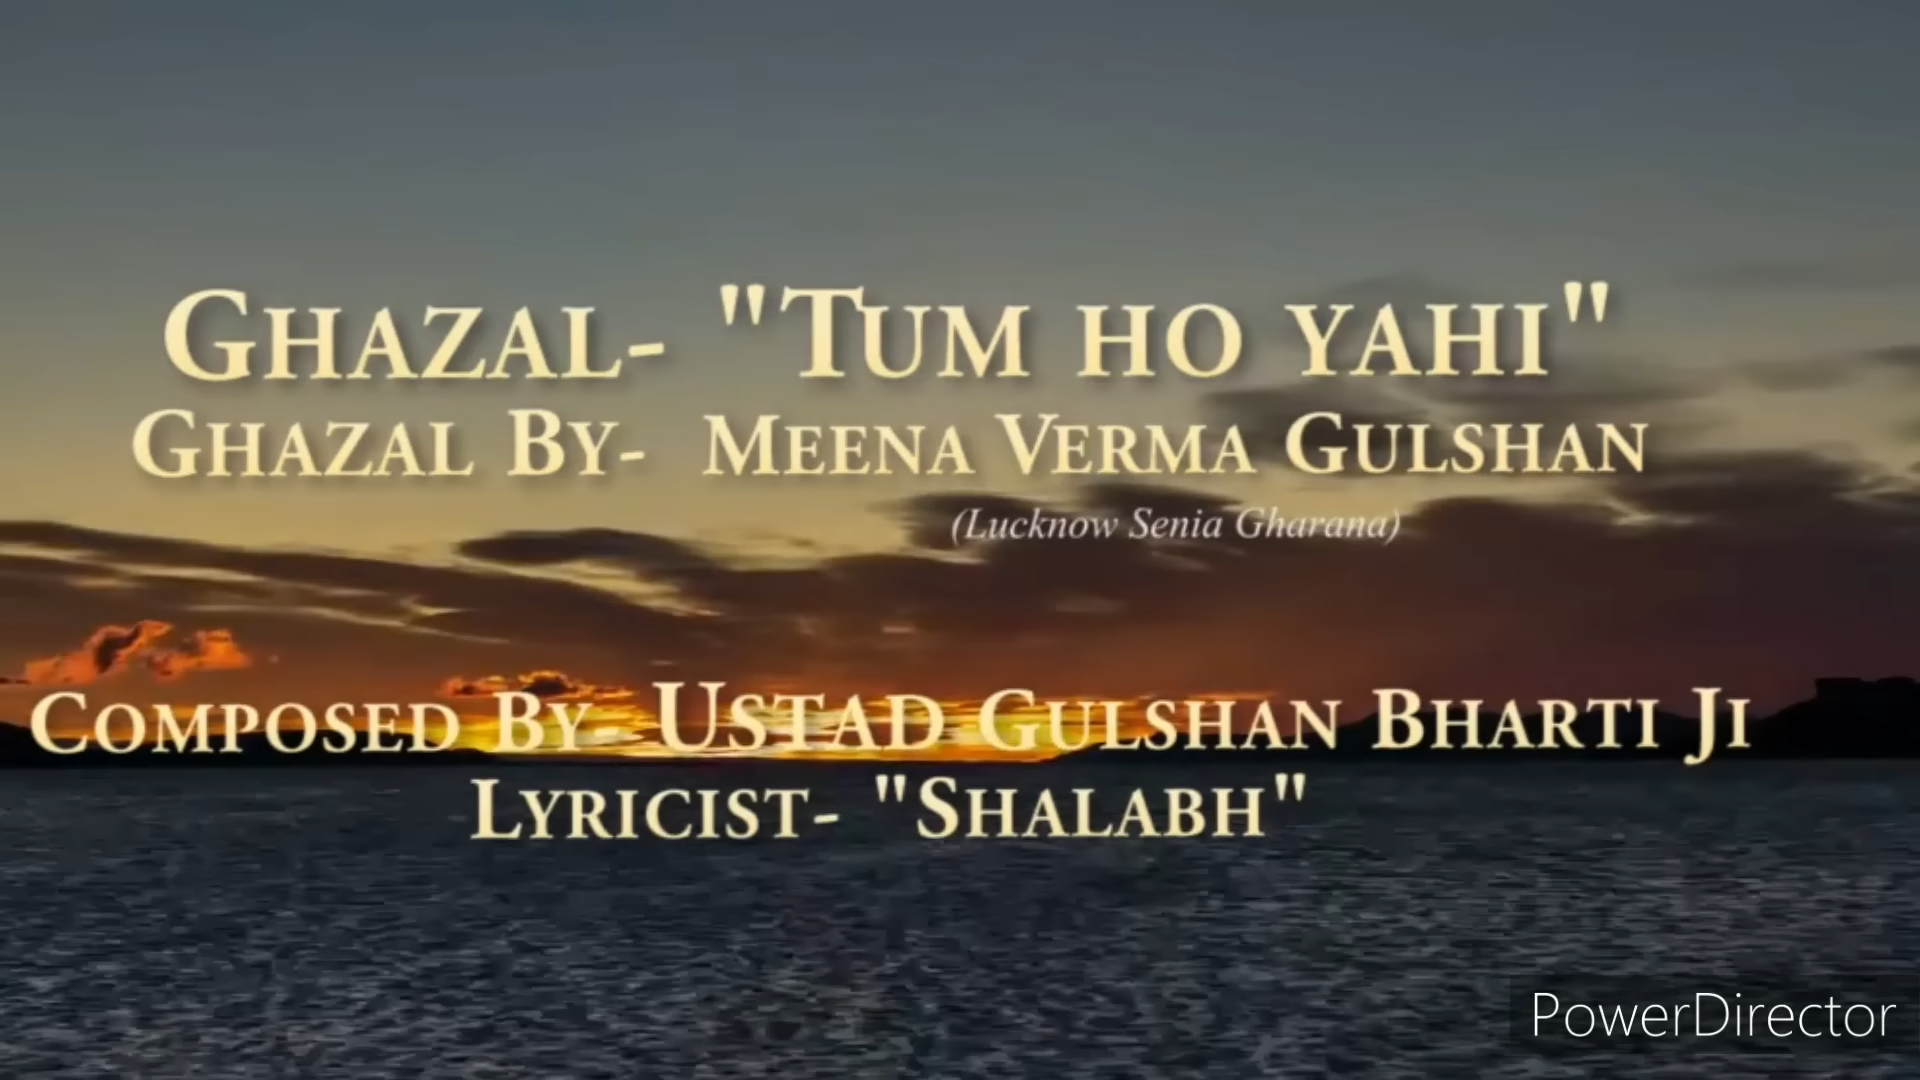 Ghazal- "Tum ho yahi"
Ghazal By- Meena Verma Gulshan
(Lucknow Senia Gharana)
Composed By- Ustad Gulshan Bharti Ji
Lyricist- "Shalabh"
PowerDirector